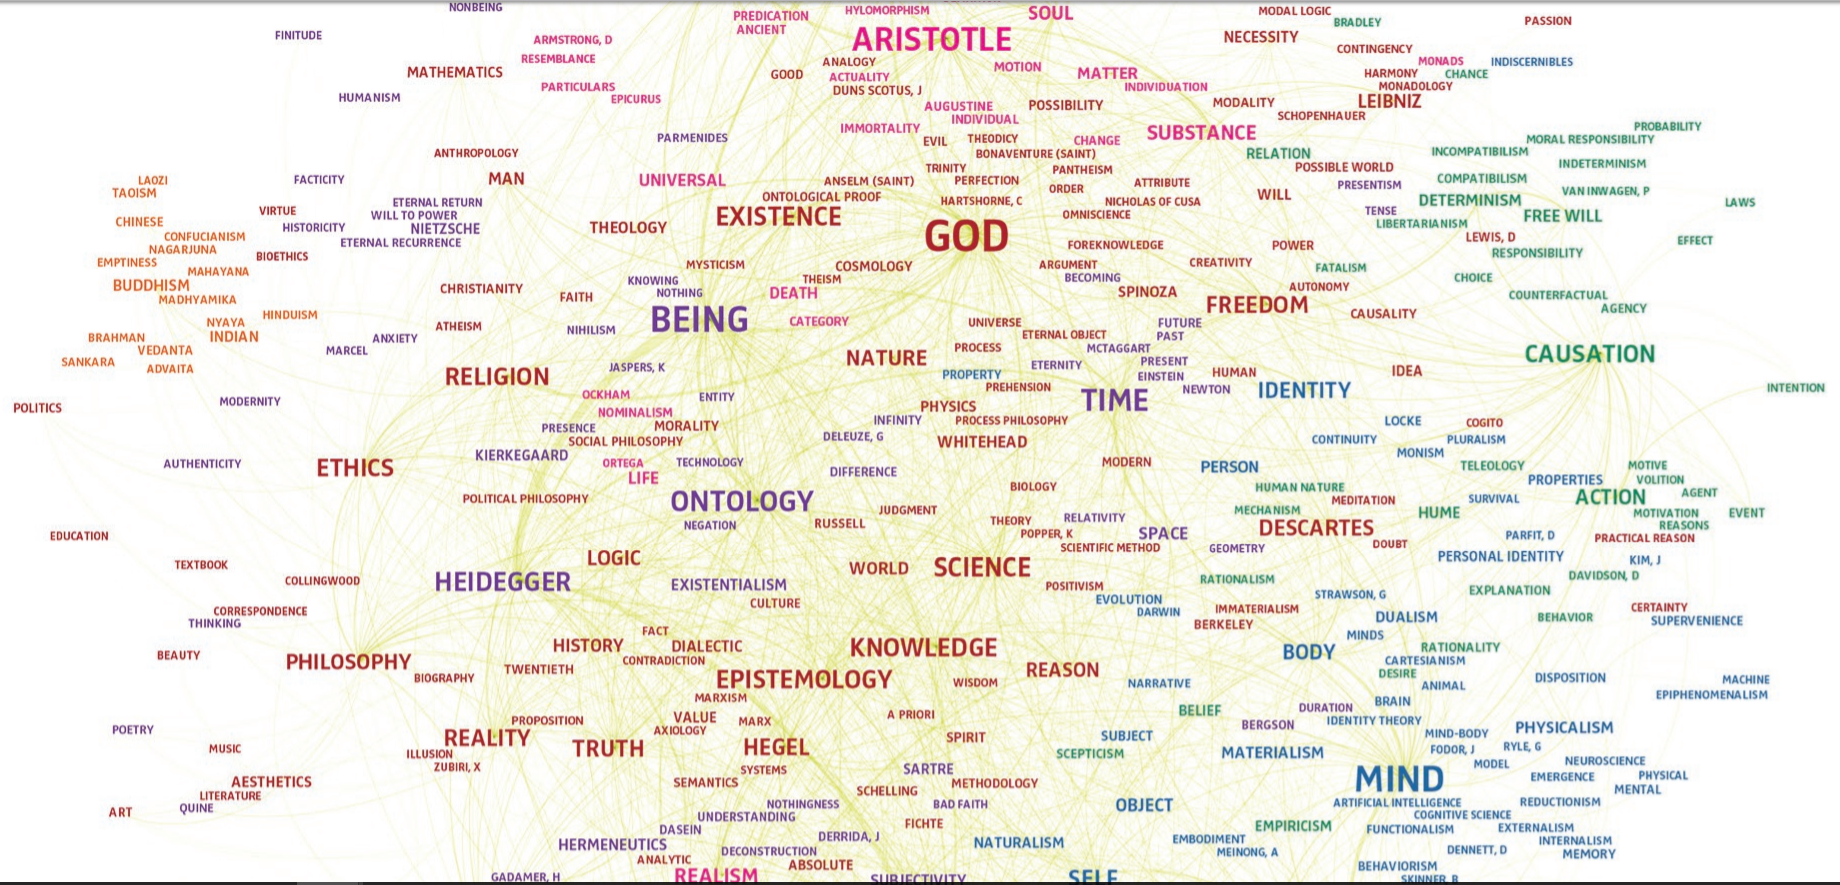 NONBEING
PREDICATION
HYLOMORPHISM
SOUL
MODAL LOGIC
BRADLEY
PASSION
ANCIENT
FINITUDE
ARMSTRONG, D
ARISTOTLE
NECESSITY
CONTINGENCY
RESEMBLANCE
ANALOGY
MONADS
INDISCERNIBLES
MATHEMATICS
GOOD
ACTUALITY
MOTION
MATTER
HARMONY
CHANCE
PARTICULARS
DUNS SCOTUS, J
INDIVIDUATION
MONADOLOGY
HUMANISM
EPICURUS
AUGUSTINE
POSSIBILITY
MODALITY
LEIBNIZ
INDIVIDUAL
SCHOPENHAUER
IMMORTALITY
SUBSTANCE
PROBABILITY
PARMENIDES
EVIL
THEODICY
CHANGE
MORAL RESPONSIBILITY
ANTHROPOLOGY
BONAVENTURE (SAINT)
RELATION
INCOMPATIBILISM
TRINITY
PANTHEISM
POSSIBLE WORLD
INDETERMINISM
LAOZI
FACTICITY
MAN
UNIVERSAL
ANSELM (SAINT)
PERFECTION
ORDER
ATTRIBUTE
PRESENTISM
COMPATIBILISM
TAOISM
ONTOLOGICAL PROOF
HARTSHORNE, C
NICHOLAS OF CUSA
WILL
DETERMINISM
VAN INWAGEN, P
ETERNAL RETURN
VIRTUE
WILL TO POWER
EXISTENCE
OMNISCIENCE
TENSE
FREE WILL
LAWS
CHINESE
HISTORICITY
NIETZSCHE
THEOLOGY
GOD
LIBERTARIANISM
CONFUCIANISM
ETERNAL RECURRENCE
FOREKNOWLEDGE
POWER
LEWIS, D
EFFECT
NAGARJUNA
BIOETHICS
RESPONSIBILITY
EMPTINESS
MAHAYANA
MYSTICISM
COSMOLOGY
ARGUMENT
CREATIVITY
FATALISM
BUDDHISM
CHRISTIANITY
KNOWING
THEISM
BECOMING
AUTONOMY
CHOICE
MADHYAMIKA
FAITH
NOTHING
DEATH
SPINOZA
FREEDOM
COUNTERFACTUAL
HINDUISM
CAUSALITY
AGENCY
NYAYA
ATHEISM
NIHILISM
BEING
CATEGORY
UNIVERSE
FUTURE
BRAHMAN
INDIAN
ANXIETY
ETERNAL OBJECT
PAST
VEDANTA
MARCEL
NATURE
PROCESS
MCTAGGART
CAUSATION
SANKARA
ADVAITA
RELIGION
JASPERS, K
PROPERTY
ETERNITY
PRESENT
HUMAN
IDEA
PREHENSION
EINSTEIN
IDENTITY
INTENTION
MODERNITY
OCKHAM
ENTITY
TIME
NEWTON
POLITICS
NOMINALISM
PHYSICS
PRESENCE
MORALITY
INFINITY
PROCESS PHILOSOPHY
LOCKE
COGITO
SOCIAL PHILOSOPHY
DELEUZE, G
WHITEHEAD
CONTINUITY
PLURALISM
KIERKEGAARD
MONISM
AUTHENTICITY
ETHICS
ORTEGA
TECHNOLOGY
DIFFERENCE
MODERN
PERSON
TELEOLOGY
MOTIVE
LIFE
PROPERTIES
VOLITION
POLITICAL PHILOSOPHY
ONTOLOGY
BIOLOGY
HUMAN NATURE
MEDITATION
SURVIVAL
ACTION
AGENT
JUDGMENT
MECHANISM
HUME
MOTIVATION
EVENT
NEGATION
RUSSELL
THEORY
RELATIVITY
DESCARTES
REASONS
EDUCATION
POPPER, K
SPACE
PARFIT, D
PRACTICAL REASON
SCIENTIFIC METHOD
GEOMETRY
DOUBT
TEXTBOOK
LOGIC
WORLD
SCIENCE
PERSONAL IDENTITY
KIM, J
COLLINGWOOD
HEIDEGGER
EXISTENTIALISM
POSITIVISM
RATIONALISM
DAVIDSON, D
EVOLUTION
STRAWSON, G
EXPLANATION
CORRESPONDENCE
CULTURE
DARWIN
IMMATERIALISM
CERTAINTY
THINKING
BERKELEY
DUALISM
BEHAVIOR
SUPERVENIENCE
FACT
MINDS
HISTORY
DIALECTIC
KNOWLEDGE
BODY
RATIONALITY
BEAUTY
PHILOSOPHY
CONTRADICTION
CARTESIANISM
BIOGRAPHY
TWENTIETH
EPISTEMOLOGY
REASON
DESIRE
WISDOM
NARRATIVE
ANIMAL
DISPOSITION
MACHINE
MARXISM
BRAIN
EPIPHENOMENALISM
PROPOSITION
VALUE
MARX
A PRIORI
BELIEF
DURATION
POETRY
AXIOLOGY
BERGSON
IDENTITY THEORY
PHYSICALISM
REALITY
TRUTH
HEGEL
SPIRIT
SUBJECT
MIND-BODY
MUSIC
ILLUSION
SCEPTICISM
MATERIALISM
FODOR, J
RYLE, G
ZUBIRI, X
SYSTEMS
SARTRE
MODEL
NEUROSCIENCE
AESTHETICS
SEMANTICS
METHODOLOGY
MIND
EMERGENCE
PHYSICAL
LITERATURE
SCHELLING
MENTAL
ART
QUINE
NOTHINGNESS
BAD FAITH
OBJECT
ARTIFICIAL INTELLIGENCE
REDUCTIONISM
UNDERSTANDING
COGNITIVE SCIENCE
DASEIN
FICHTE
EMPIRICISM
FUNCTIONALISM
EXTERNALISM
HERMENEUTICS
DERRIDA, J
NATURALISM
EMBODIMENT
INTERNALISM
DECONSTRUCTION
MEINONG, A
DENNETT, D
MEMORY
ANALYTIC
ABSOLUTE
BEHAVIORISM
GADAMER, H
REALISM
SUBJECTIVITY
SELF
SKINNER, B